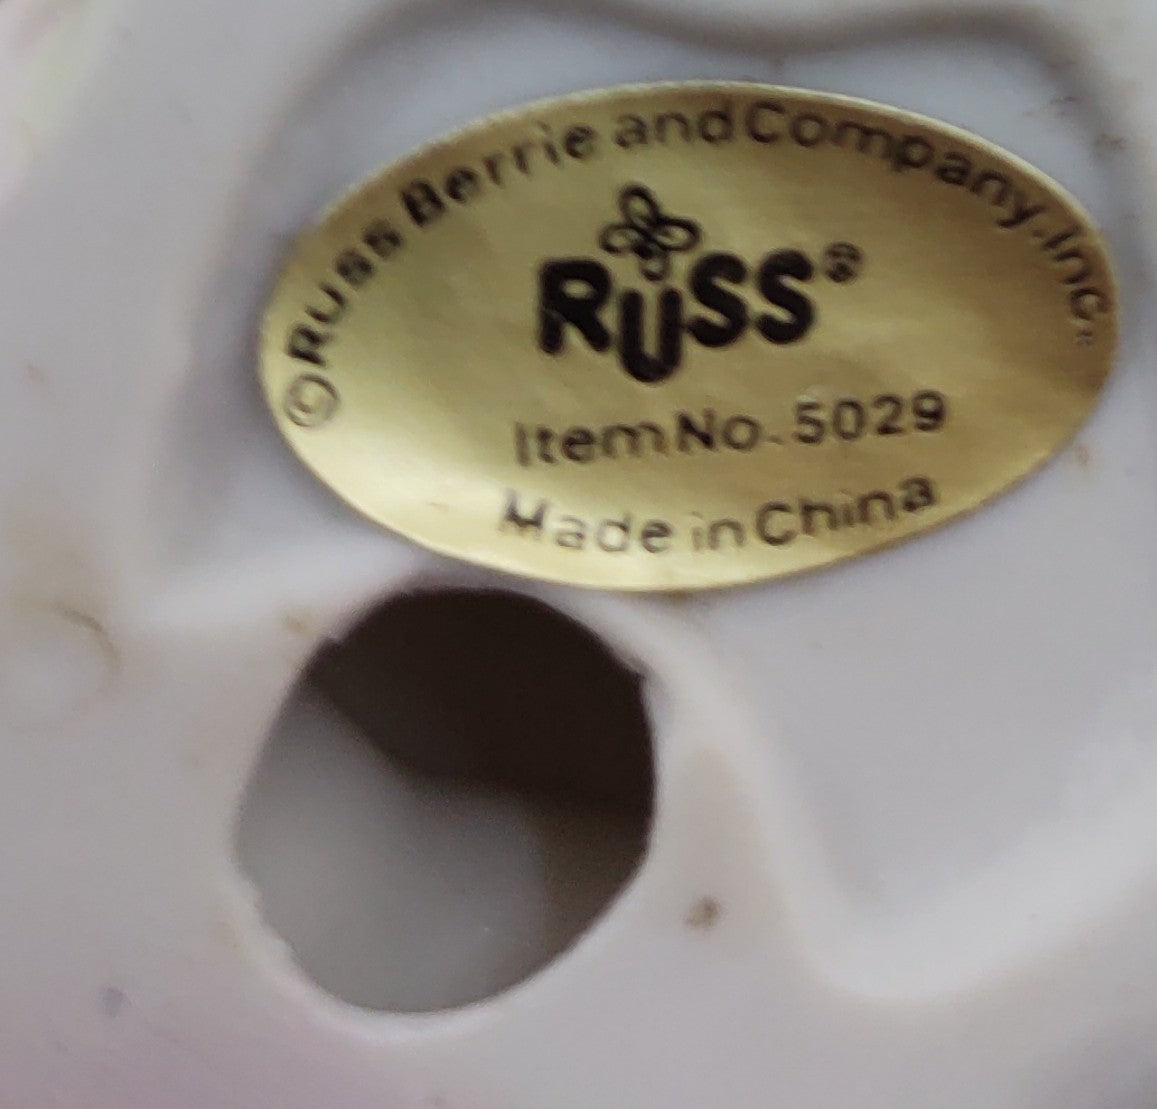 ©Russ Berrie and Company, Inc.
RUSS®
Item No. 5029
Made in China